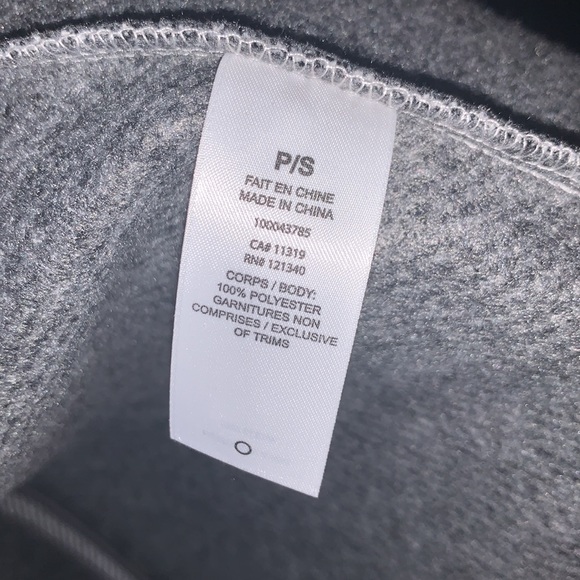 P/S
FAIT EN CHINE
MADE IN CHINA
100043785
CA# 11319
RN# 121340
CORPS / BODY:
100% POLYESTER
GARNITURES NON
COMPRISES / EXCLUSIVE
OF TRIMS